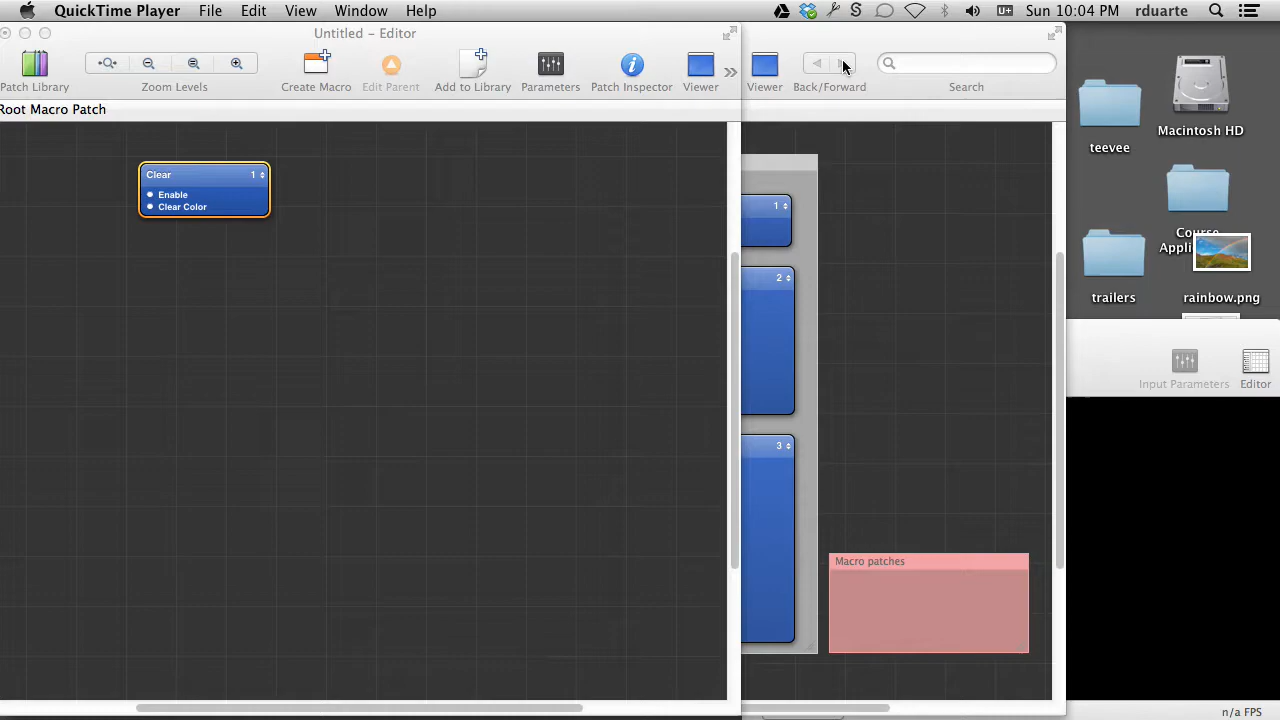 QuickTime Player File Edit View Window Help Sun 10:04 PM rduarte
Untitled – Editor
Patch Library Zoom Levels Create Macro Edit Parent Add to Library Parameters Patch Inspector Viewer Viewer Back/Forward Search
Root Macro Patch
teevee
Macintosh HD
Clear 1
Enable
Clear Color
1
2
3
Course
Appli
trailers
rainbow.png
Input Parameters Editor
Macro patches
n/a FPS